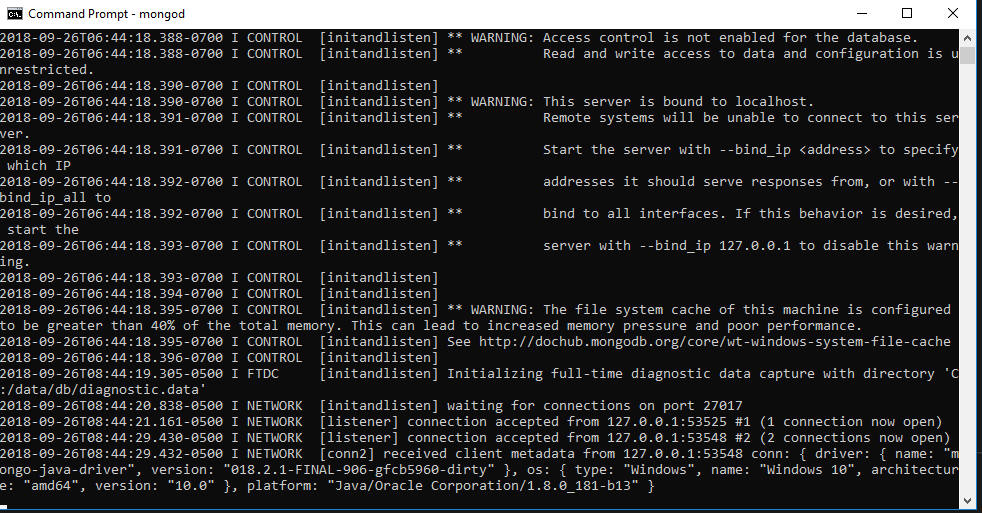 Command Prompt - mongod
2018-09-26T06:44:18.388-0700 I CONTROL  [initandlisten] ** WARNING: Access control is not enabled for the database.
2018-09-26T06:44:18.388-0700 I CONTROL  [initandlisten] **          Read and write access to data and configuration is u
nrestricted.
2018-09-26T06:44:18.390-0700 I CONTROL  [initandlisten]
2018-09-26T06:44:18.390-0700 I CONTROL  [initandlisten] ** WARNING: This server is bound to localhost.
2018-09-26T06:44:18.391-0700 I CONTROL  [initandlisten] **          Remote systems will be unable to connect to this ser
ver.
2018-09-26T06:44:18.391-0700 I CONTROL  [initandlisten] **          Start the server with --bind_ip <address> to specify
 which IP
2018-09-26T06:44:18.392-0700 I CONTROL  [initandlisten] **          addresses it should serve responses from, or with --
bind_ip_all to
2018-09-26T06:44:18.392-0700 I CONTROL  [initandlisten] **          bind to all interfaces. If this behavior is desired,
 start the
2018-09-26T06:44:18.393-0700 I CONTROL  [initandlisten] **          server with --bind_ip 127.0.0.1 to disable this warn
ing.
2018-09-26T06:44:18.393-0700 I CONTROL  [initandlisten]
2018-09-26T06:44:18.394-0700 I CONTROL  [initandlisten]
2018-09-26T06:44:18.395-0700 I CONTROL  [initandlisten] ** WARNING: The file system cache of this machine is configured
to be greater than 40% of the total memory. This can lead to increased memory pressure and poor performance.
2018-09-26T06:44:18.395-0700 I CONTROL  [initandlisten] See http://dochub.mongodb.org/core/wt-windows-system-file-cache
2018-09-26T06:44:18.396-0700 I CONTROL  [initandlisten]
2018-09-26T08:44:19.305-0500 I FTDC     [initandlisten] Initializing full-time diagnostic data capture with directory 'C
:/data/db/diagnostic.data'
2018-09-26T08:44:20.838-0500 I NETWORK  [initandlisten] waiting for connections on port 27017
2018-09-26T08:44:21.161-0500 I NETWORK  [listener] connection accepted from 127.0.0.1:53525 #1 (1 connection now open)
2018-09-26T08:44:29.430-0500 I NETWORK  [listener] connection accepted from 127.0.0.1:53548 #2 (2 connections now open)
2018-09-26T08:44:29.432-0500 I NETWORK  [conn2] received client metadata from 127.0.0.1:53548 conn: { driver: { name: "m
ongo-java-driver", version: "018.2.1-FINAL-906-gfcb5960-dirty" }, os: { type: "Windows", name: "Windows 10", architectur
e: "amd64", version: "10.0" }, platform: "Java/Oracle Corporation/1.8.0_181-b13" }